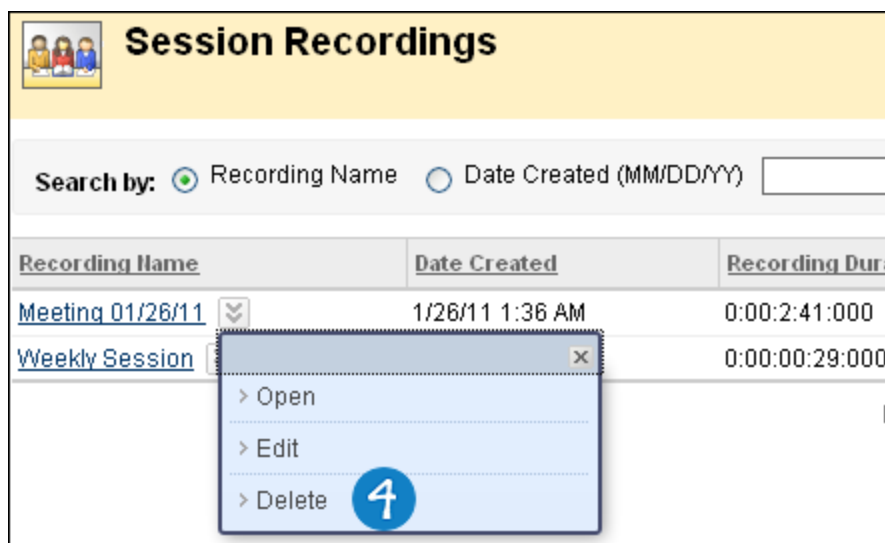 Session Recordings
Search by: Recording Name Date Created (MM/DD/YY)
Recording Name Date Created Recording Dura
Meeting 01/26/11 1/26/11 1:36 AM 0:00:2:41:000
Weekly Session 0:00:00:29:000
Open
Edit
Delete 4